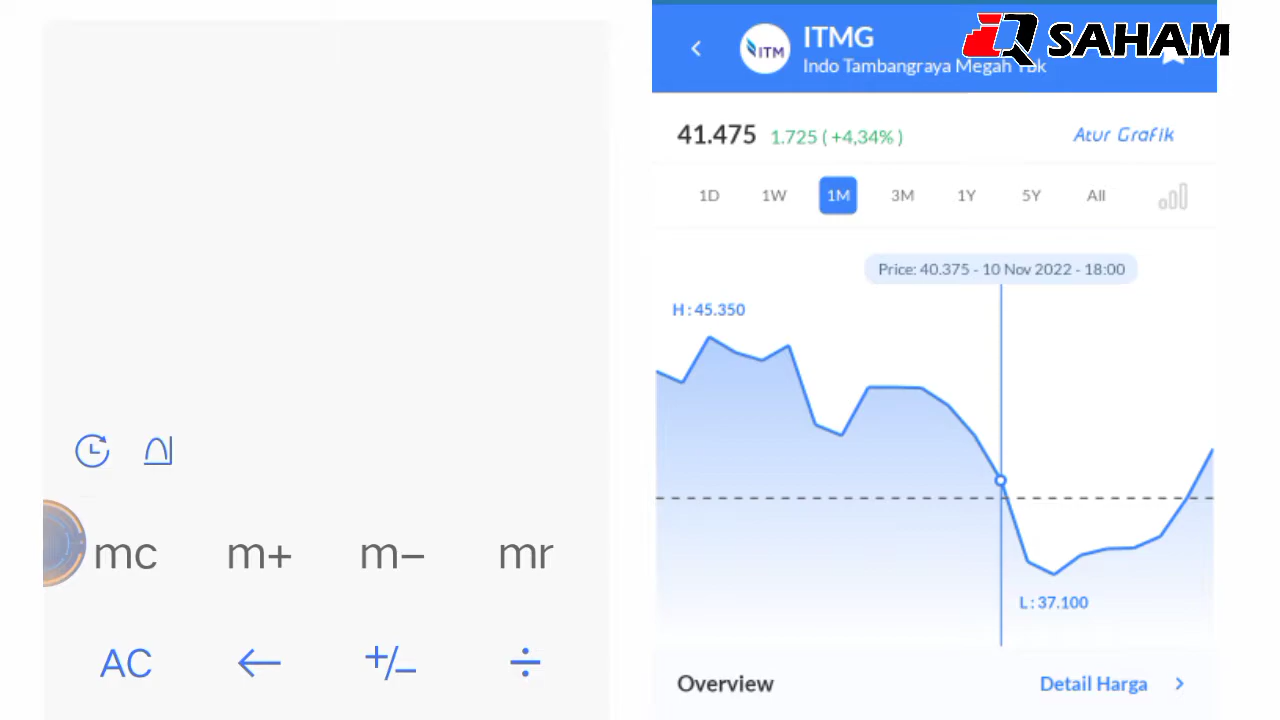 mc m+ m− mr
AC ← +/− ÷
ITM
ITMG
Indo Tambangraya Megah Tbk
IQ SAHAM
41.475 1.725 ( +4,34% ) Atur Grafik
1D 1W 1M 3M 1Y 5Y All
Price: 40.375 - 10 Nov 2022 - 18:00
H : 45.350
L : 37.100
Overview Detail Harga